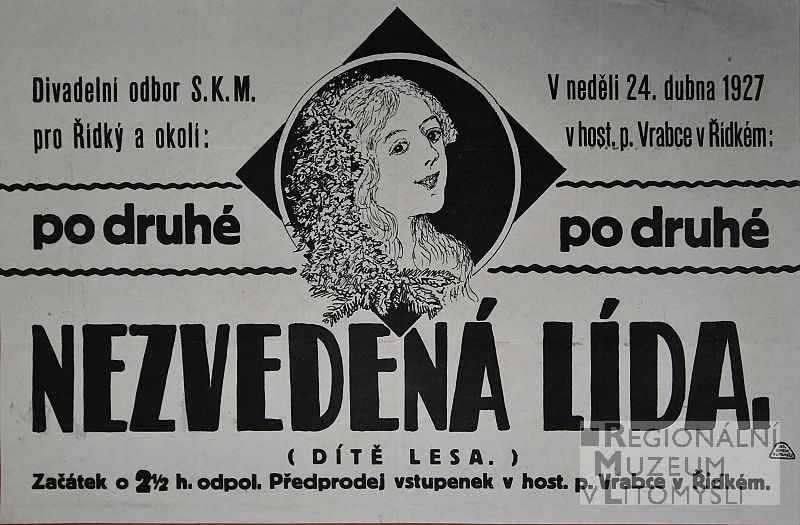 Divadelní odbor S.K.M.
pro Řídký a okolí:
V neděli 24. dubna 1927
v host. p. Vrabce v Řídkém:
po druhé
po druhé
NEZVEDENÁ LÍDA.
( DÍTĚ LESA. )
Začátek o 2½ h. odpol. Předprodej vstupenek v host. p. Vrabce v Řídkém.
REGIONÁLNÍ
MUZEUM
V LITOMYŠLI